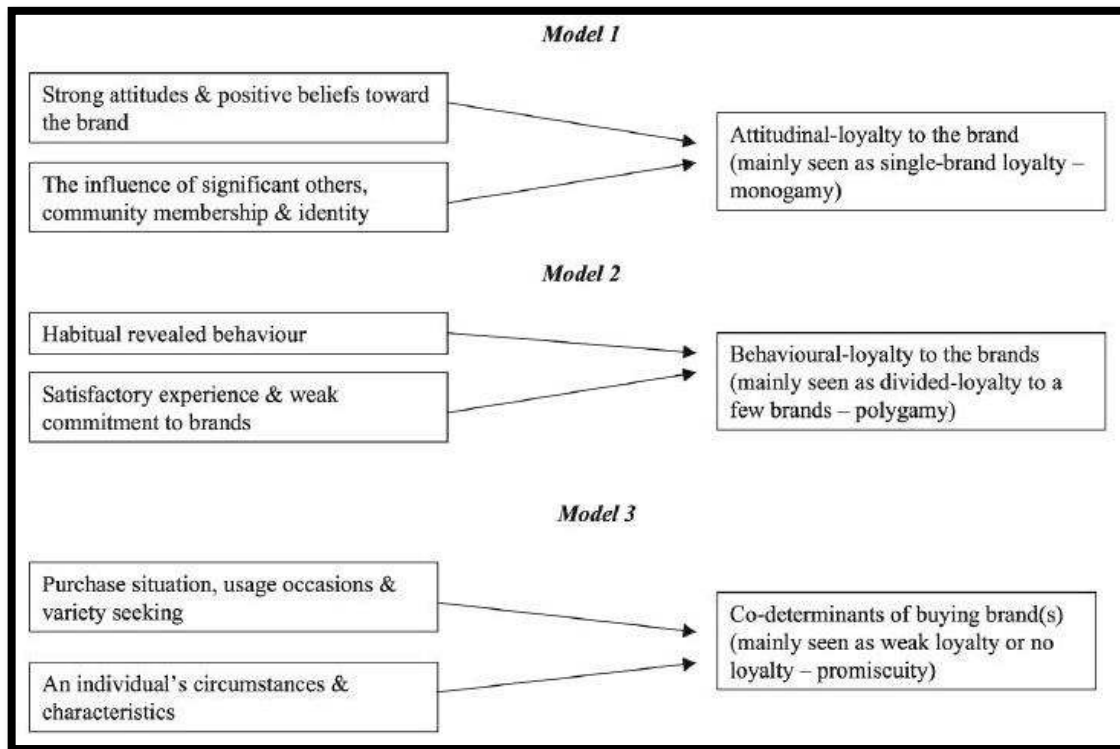 Model 1
Strong attitudes & positive beliefs toward
the brand
The influence of significant others,
community membership & identity
Attitudinal-loyalty to the brand
(mainly seen as single-brand loyalty –
monogamy)
Model 2
Habitual revealed behaviour
Satisfactory experience & weak
commitment to brands
Behavioural-loyalty to the brands
(mainly seen as divided-loyalty to a
few brands – polygamy)
Model 3
Purchase situation, usage occasions &
variety seeking
An individual's circumstances &
characteristics
Co-determinants of buying brand(s)
(mainly seen as weak loyalty or no
loyalty – promiscuity)